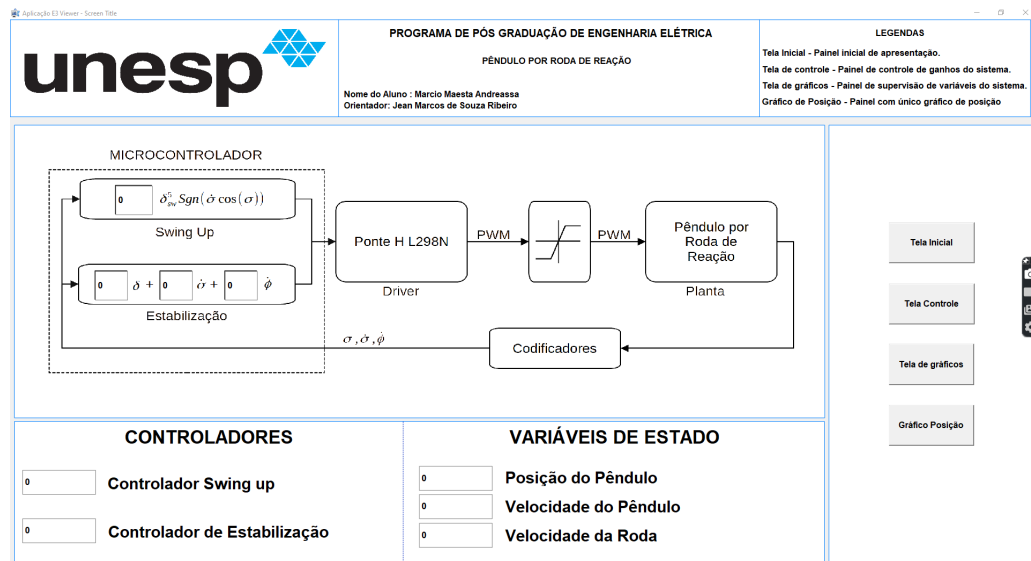 Aplicação E3 Viewer - Screen Title
unesp
PROGRAMA DE PÓS GRADUAÇÃO DE ENGENHARIA ELÉTRICA
PÊNDULO POR RODA DE REAÇÃO
Nome do Aluno : Marcio Maesta Andreassa
Orientador: Jean Marcos de Souza Ribeiro
LEGENDAS
Tela Inicial - Painel inicial de apresentação.
Tela de controle - Painel de controle de ganhos do sistema.
Tela de gráficos - Painel de supervisão de variáveis do sistema.
Gráfico de Posição - Painel com único gráfico de posição
MICROCONTROLADOR
0 δ⁵sw Sgn(σ̇ cos(σ))
Swing Up
0 δ + 0 σ̇ + 0 φ̇
Estabilização
Ponte H L298N
Driver
PWM
PWM
Pêndulo por
Roda de
Reação
Planta
σ , σ̇ , φ̇
Codificadores
Tela Inicial
Tela Controle
Tela de gráficos
Gráfico Posição
CONTROLADORES
0 Controlador Swing up
0 Controlador de Estabilização
VARIÁVEIS DE ESTADO
0 Posição do Pêndulo
0 Velocidade do Pêndulo
0 Velocidade da Roda